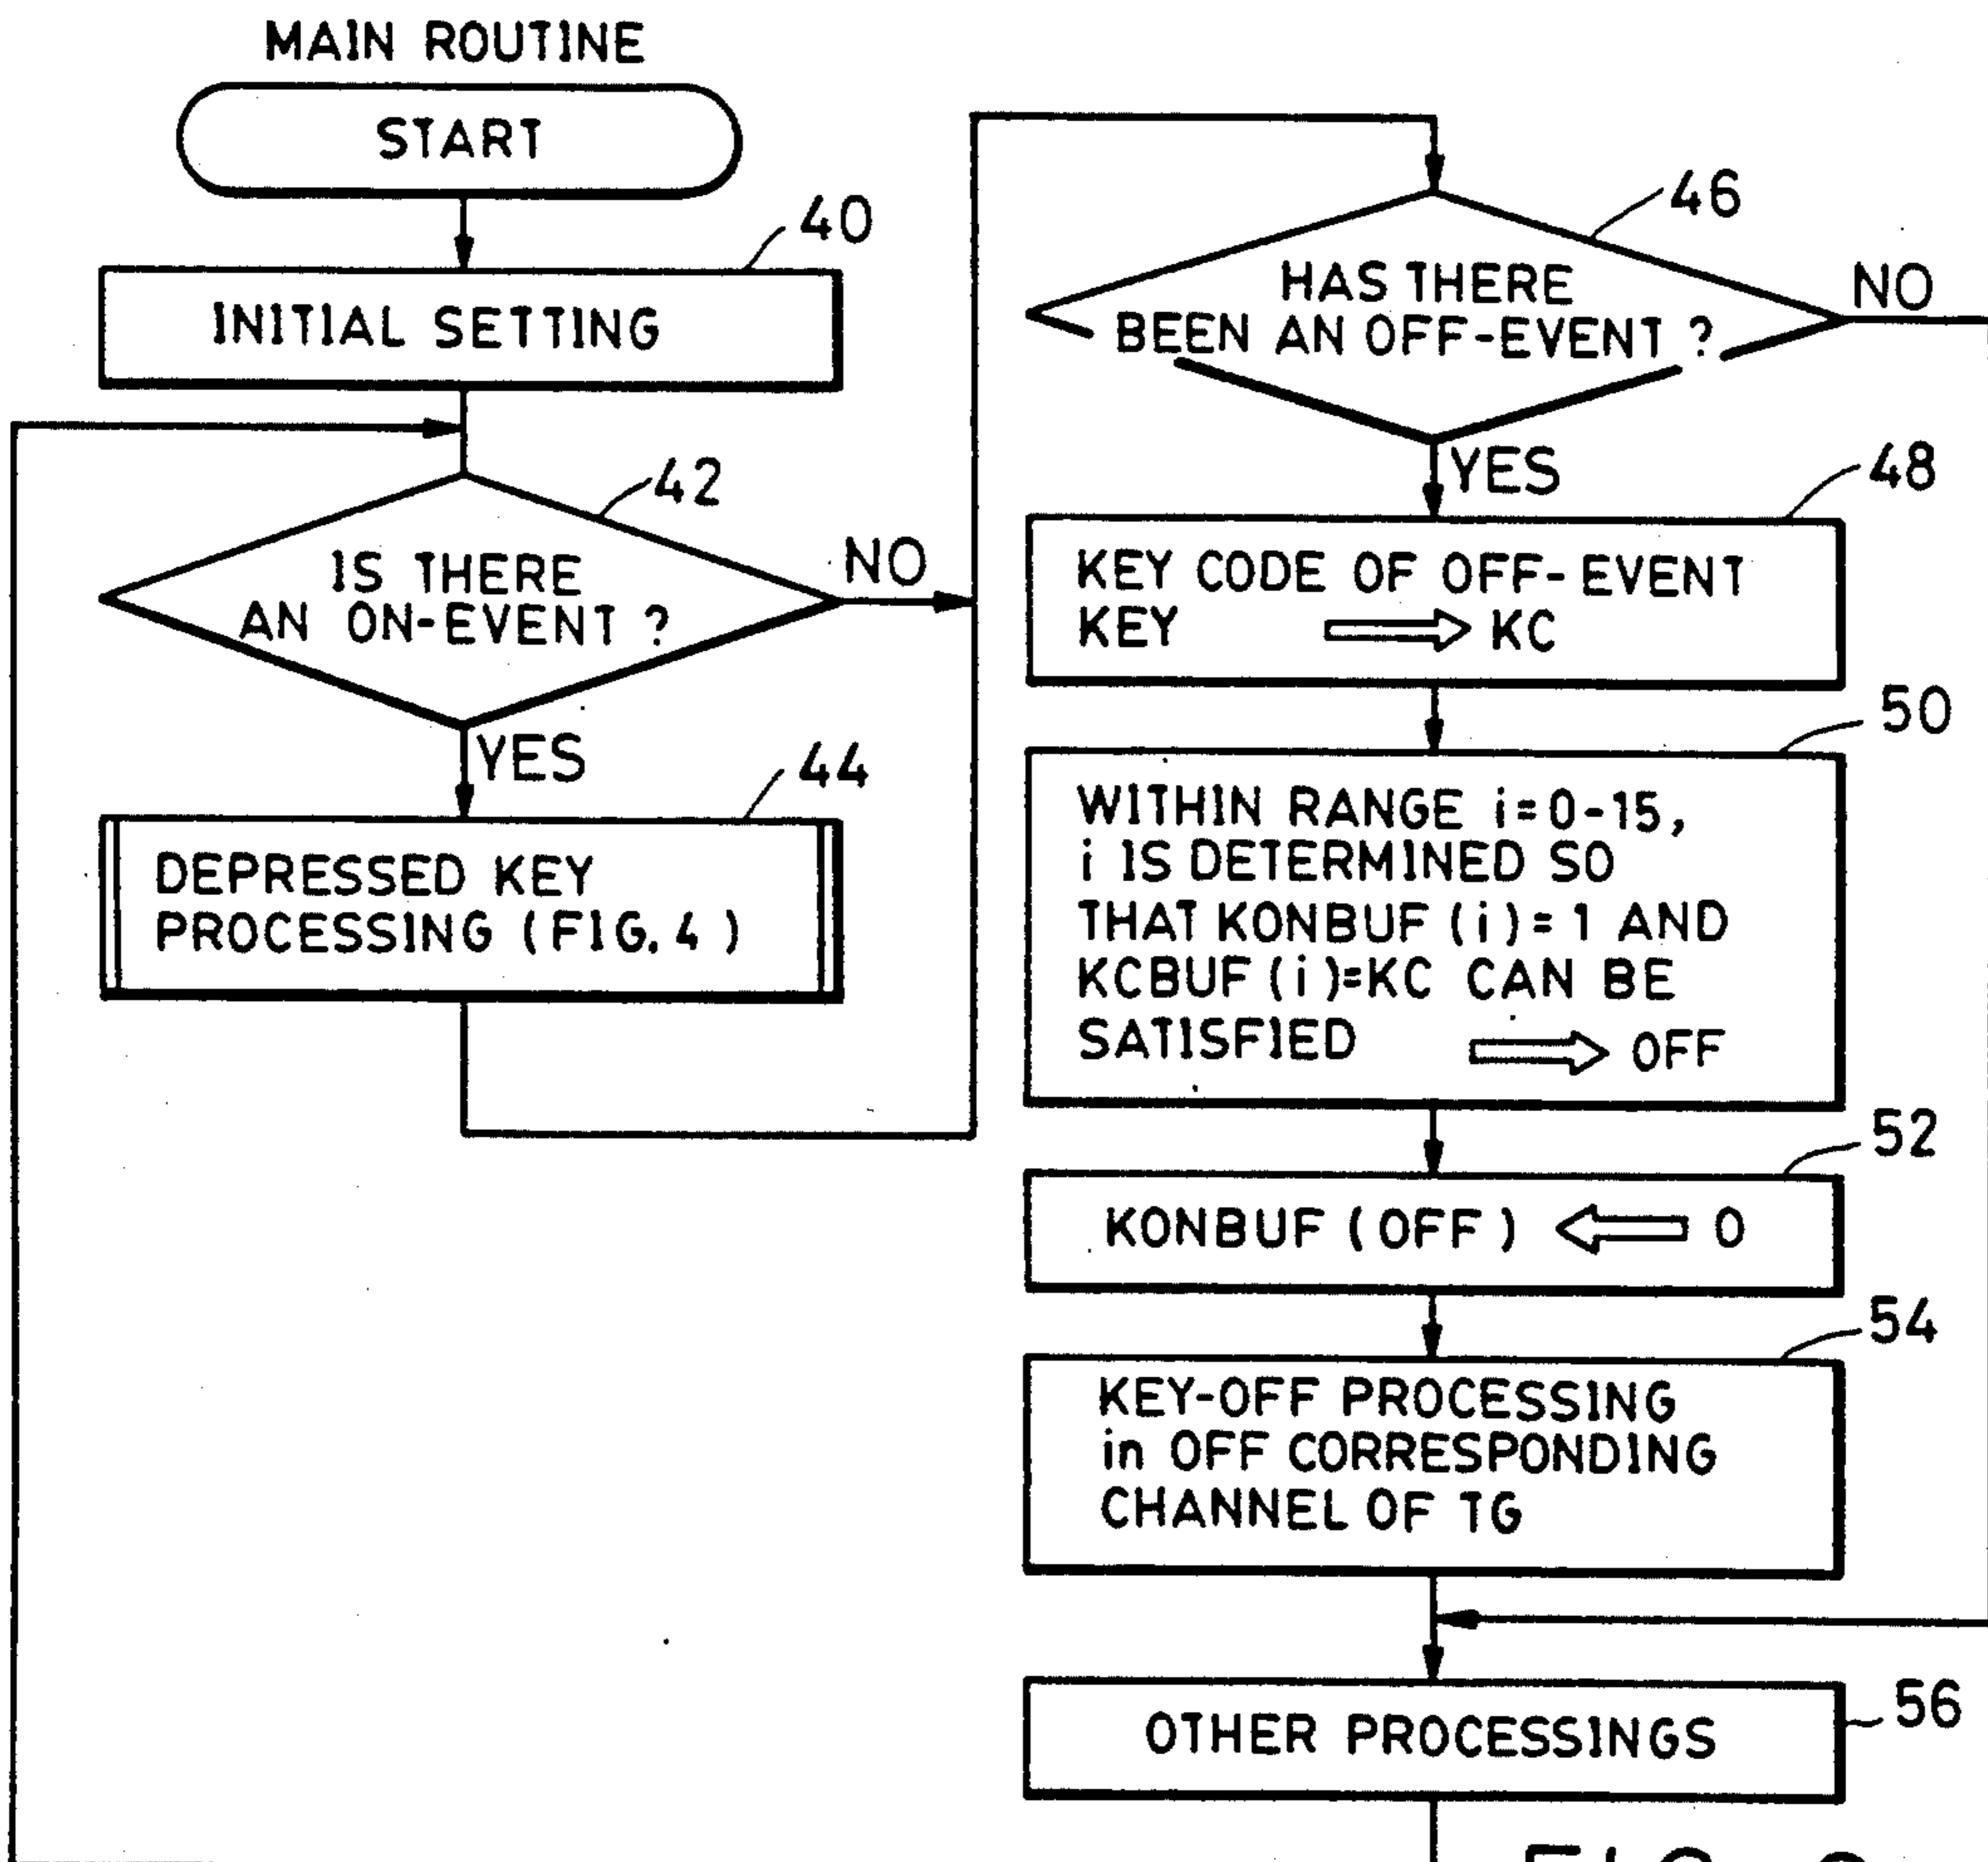 MAIN ROUTINE
START
40
INITIAL SETTING
42
IS THERE
AN ON-EVENT ?
NO
YES
44
DEPRESSED KEY
PROCESSING (FIG. 4)
46
HAS THERE
BEEN AN OFF-EVENT ?
NO
YES
48
KEY CODE OF OFF-EVENT
KEY ⇒ KC
50
WITHIN RANGE i=0-15,
i IS DETERMINED SO
THAT KONBUF (i)=1 AND
KCBUF (i)=KC CAN BE
SATISFIED ⇒ OFF
52
KONBUF (OFF) ⇐ 0
54
KEY-OFF PROCESSING
in OFF CORRESPONDING
CHANNEL OF TG
56
OTHER PROCESSINGS